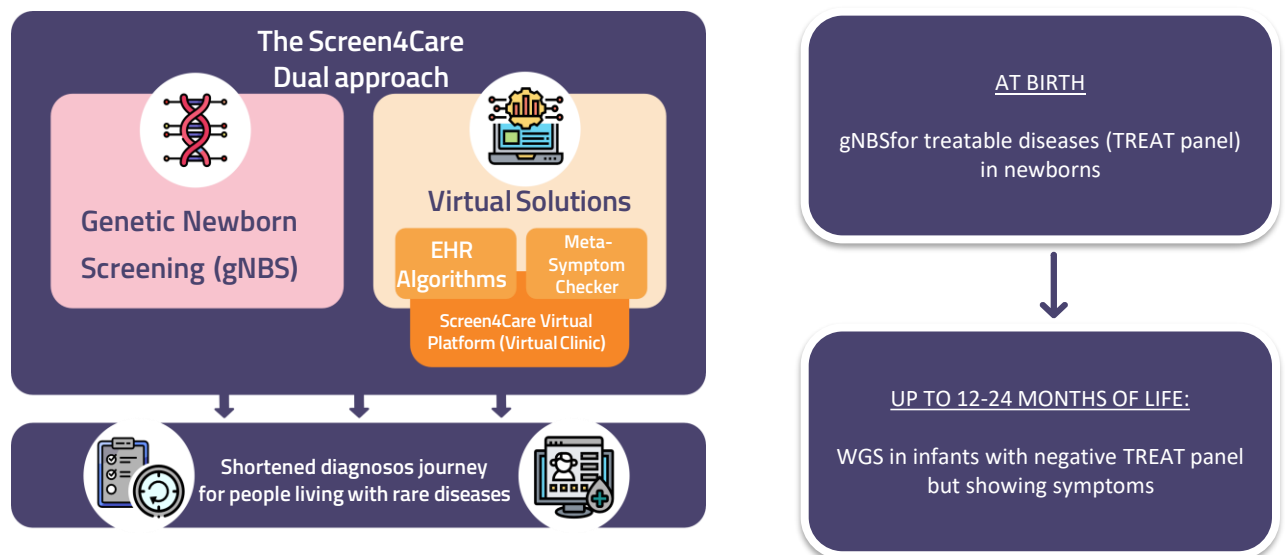 The Screen4Care
Dual approach
Genetic Newborn
Screening (gNBS)
Virtual Solutions
EHR
Algorithms
Meta-
Symptom
Checker
Screen4Care Virtual
Platform (Virtual Clinic)
Shortened diagnosos journey
for people living with rare diseases
AT BIRTH
gNBSfor treatable diseases (TREAT panel)
in newborns
UP TO 12-24 MONTHS OF LIFE:
WGS in infants with negative TREAT panel
but showing symptoms